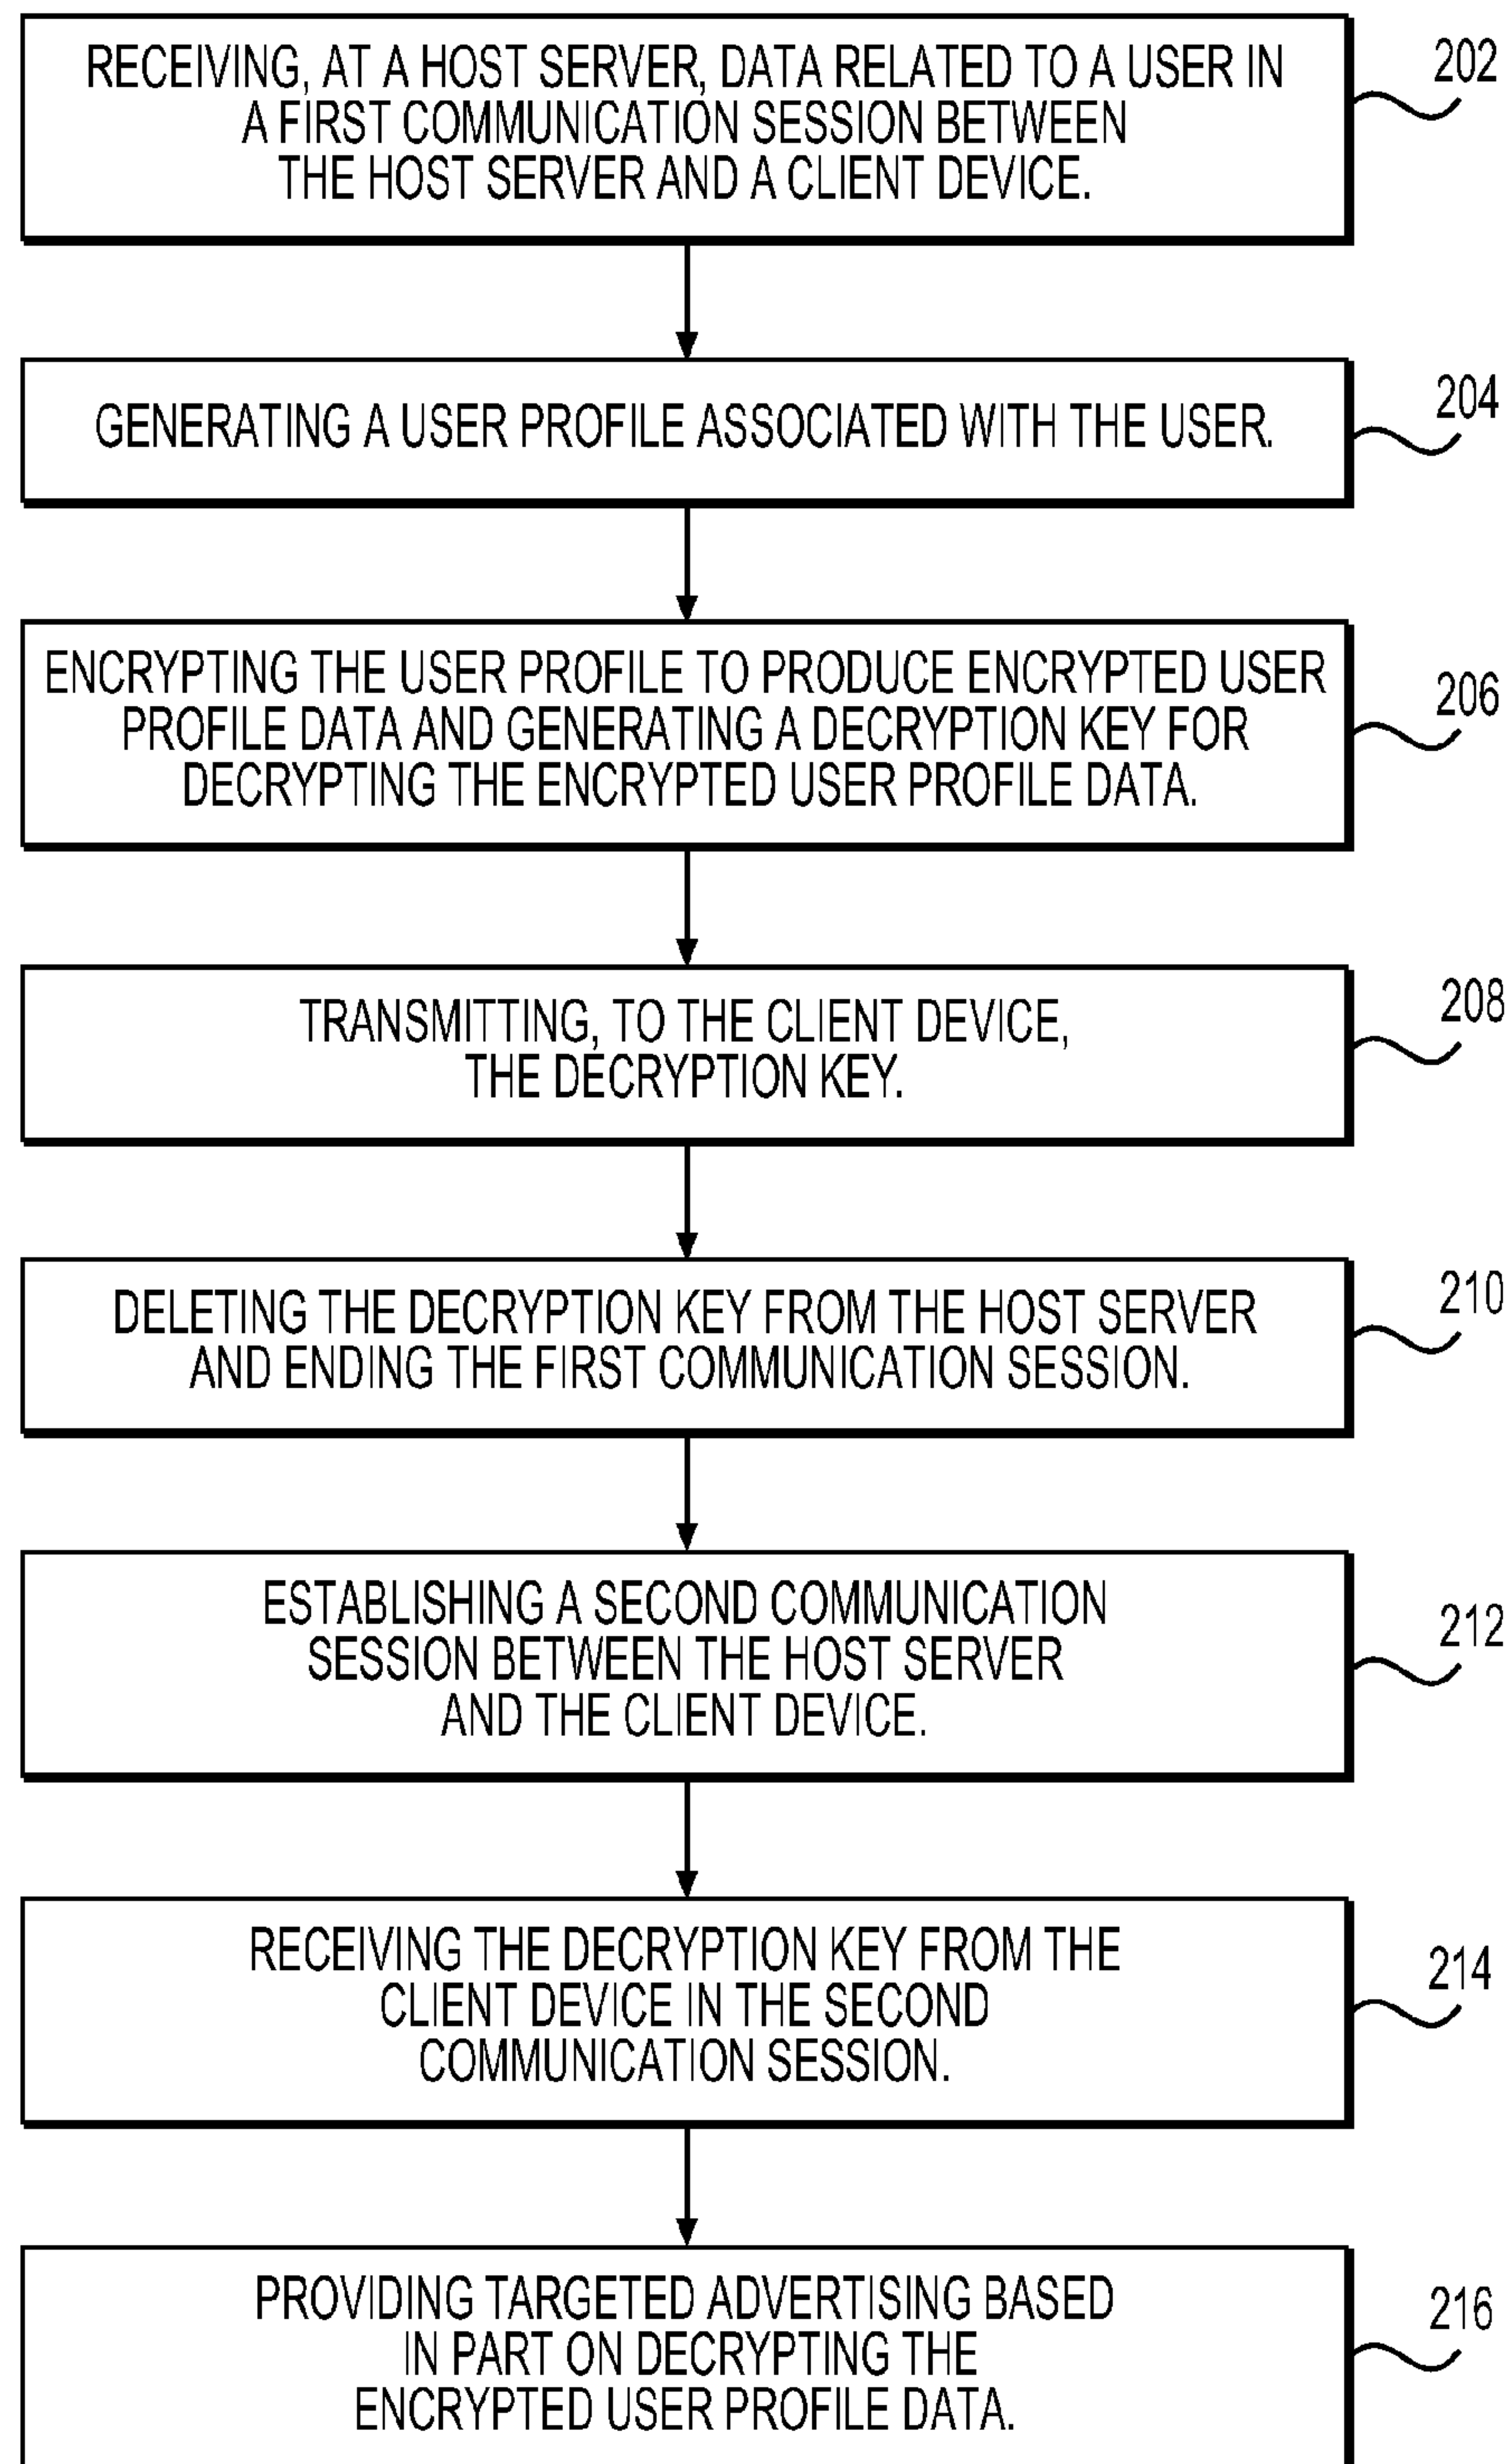 RECEIVING, AT A HOST SERVER, DATA RELATED TO A USER IN
A FIRST COMMUNICATION SESSION BETWEEN
THE HOST SERVER AND A CLIENT DEVICE.
202
GENERATING A USER PROFILE ASSOCIATED WITH THE USER.
204
ENCRYPTING THE USER PROFILE TO PRODUCE ENCRYPTED USER
PROFILE DATA AND GENERATING A DECRYPTION KEY FOR
DECRYPTING THE ENCRYPTED USER PROFILE DATA.
206
TRANSMITTING, TO THE CLIENT DEVICE,
THE DECRYPTION KEY.
208
DELETING THE DECRYPTION KEY FROM THE HOST SERVER
AND ENDING THE FIRST COMMUNICATION SESSION.
210
ESTABLISHING A SECOND COMMUNICATION
SESSION BETWEEN THE HOST SERVER
AND THE CLIENT DEVICE.
212
RECEIVING THE DECRYPTION KEY FROM THE
CLIENT DEVICE IN THE SECOND
COMMUNICATION SESSION.
214
PROVIDING TARGETED ADVERTISING BASED
IN PART ON DECRYPTING THE
ENCRYPTED USER PROFILE DATA.
216